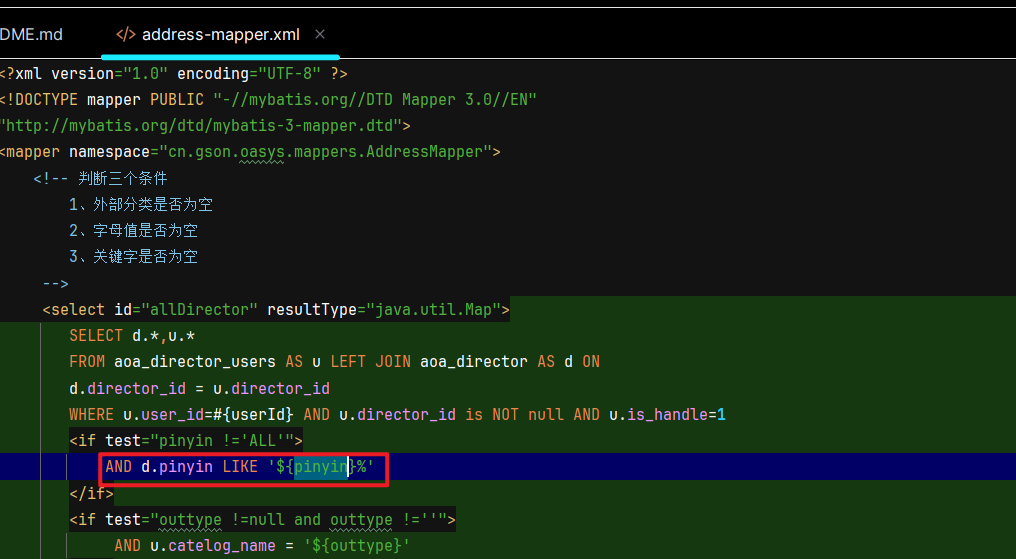 DME.md
</> address-mapper.xml ×
<?xml version="1.0" encoding="UTF-8" ?>
<!DOCTYPE mapper PUBLIC "-//mybatis.org//DTD Mapper 3.0//EN"
"http://mybatis.org/dtd/mybatis-3-mapper.dtd">
<mapper namespace="cn.gson.oasys.mappers.AddressMapper">
<!-- 判断三个条件
1、外部分类是否为空
2、字母值是否为空
3、关键字是否为空
-->
<select id="allDirector" resultType="java.util.Map">
SELECT d.*,u.*
FROM aoa_director_users AS u LEFT JOIN aoa_director AS d ON
d.director_id = u.director_id
WHERE u.user_id=#{userId} AND u.director_id is NOT null AND u.is_handle=1
<if test="pinyin !='ALL'">
AND d.pinyin LIKE '${pinyin}%'
</if>
<if test="outtype !=null and outtype !=''">
AND u.catelog_name = '${outtype}'